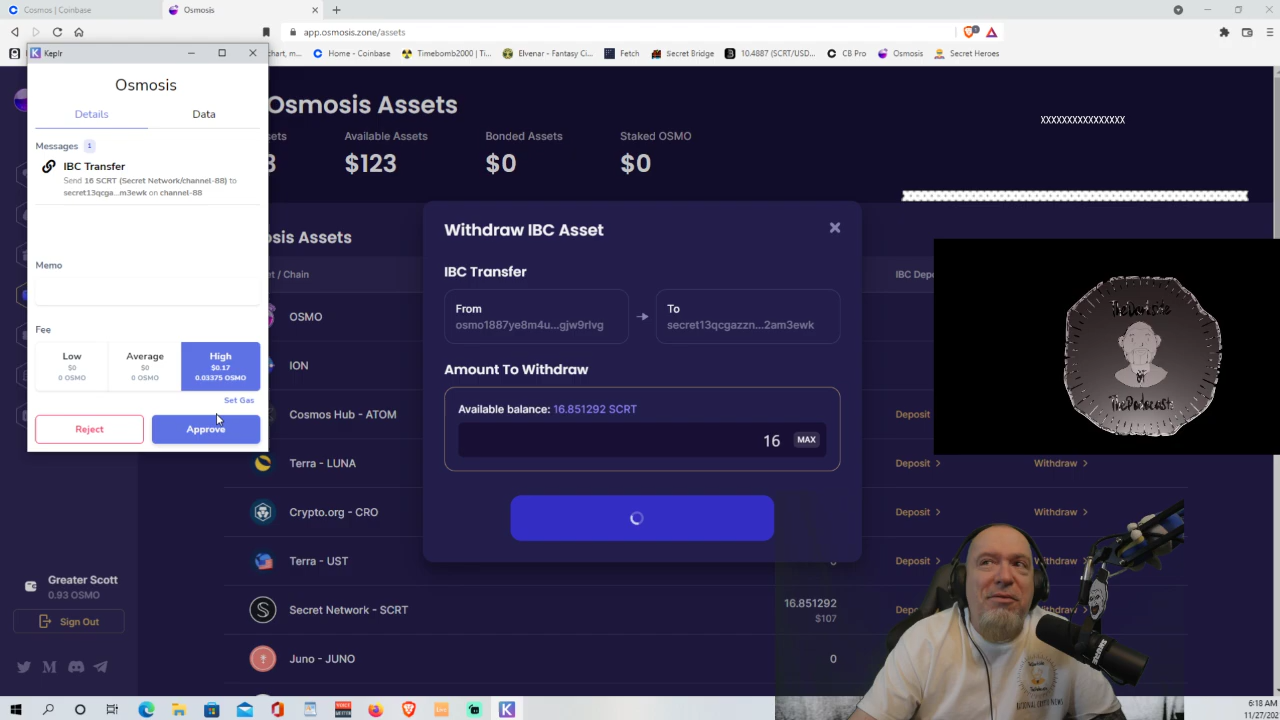 Cosmos | Coinbase
Osmosis
app.osmosis.zone/assets
chart, m...
Home - Coinbase
Timebomb2000 | Ti...
Elvenar - Fantasy Ci...
Fetch
Secret Bridge
10.4887 (SCRT/USD...
CB Pro
Osmosis
Secret Heroes
Keplr
Osmosis
Details
Data
Messages 1
IBC Transfer
Send 16 SCRT (Secret Network/channel-88) to
secret13qcga...m3ewk on channel-88
Memo
Fee
Low
$0
0 OSMO
Average
$0
0 OSMO
High
$0.17
0.03375 OSMO
Set Gas
Reject
Approve
Osmosis Assets
XXXXXXXXXXXXXXXX
Available Assets
Bonded Assets
Staked OSMO
$123
$0
$0
Withdraw IBC Asset
IBC Transfer
From
osmo1887ye8m4u...gjw9rlvg
To
secret13qcgazzn...2am3ewk
Amount To Withdraw
Available balance: 16.851292 SCRT
16
MAX
/ Chain
OSMO
ION
Cosmos Hub - ATOM
Deposit
Terra - LUNA
Deposit >
Withdraw >
Crypto.org - CRO
Deposit >
Withdraw >
Terra - UST
Deposit >
Secret Network - SCRT
16.851292
$107
Juno - JUNO
0
Greater Scott
0.93 OSMO
Sign Out
6:18 AM